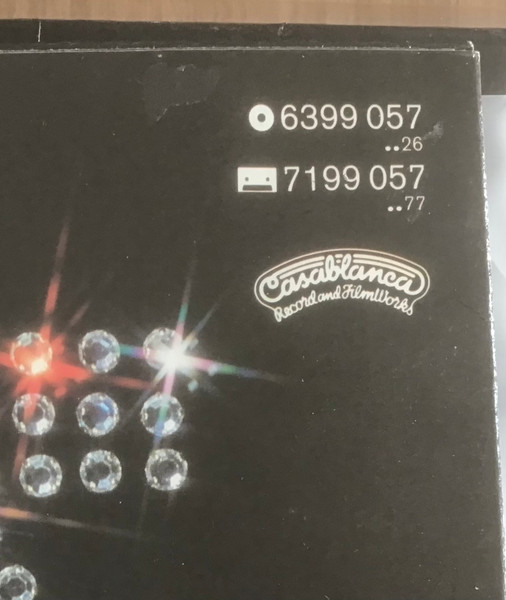 6399 057
..26
7199 057
..77
Casablanca
Record and FilmWorks